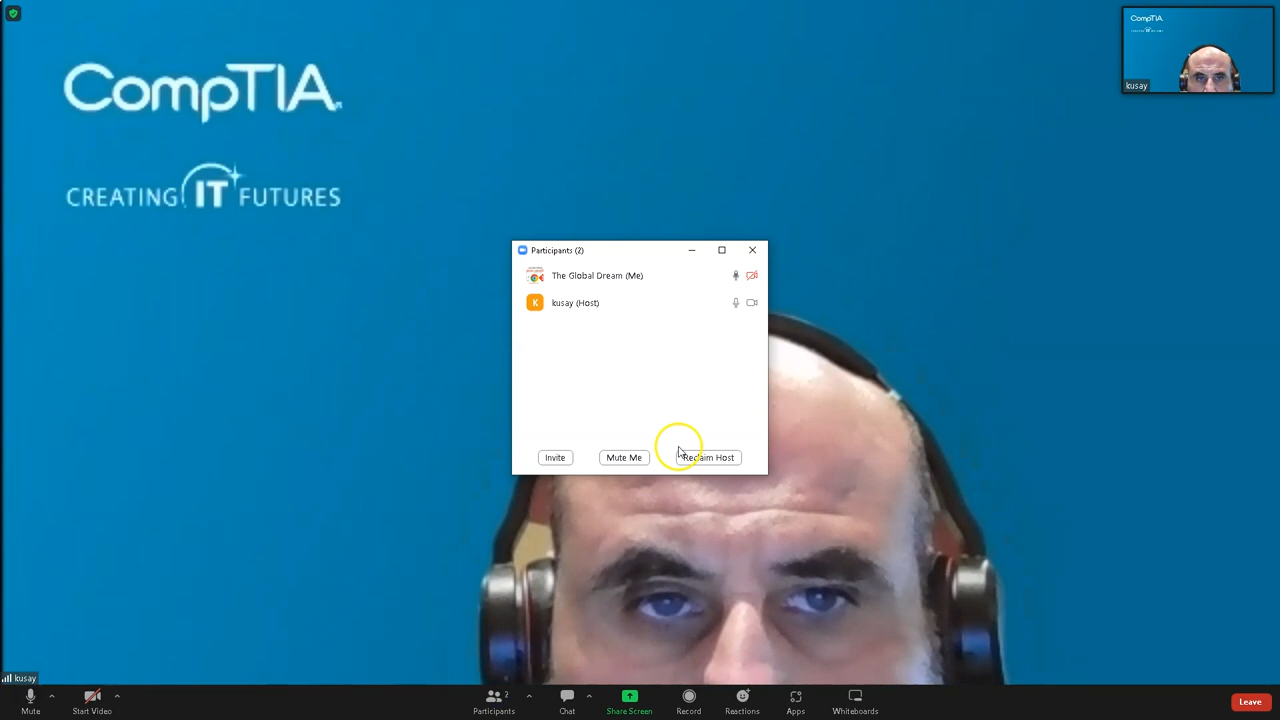 CompTIA.
CREATING IT FUTURES
CompTIA.
kusay
Participants (2)
The Global Dream (Me)
K
kusay (Host)
Invite
Mute Me
Reclaim Host
kusay
Mute
Start Video
2
Participants
Chat
Share Screen
Record
Reactions
Apps
Whiteboards
Leave